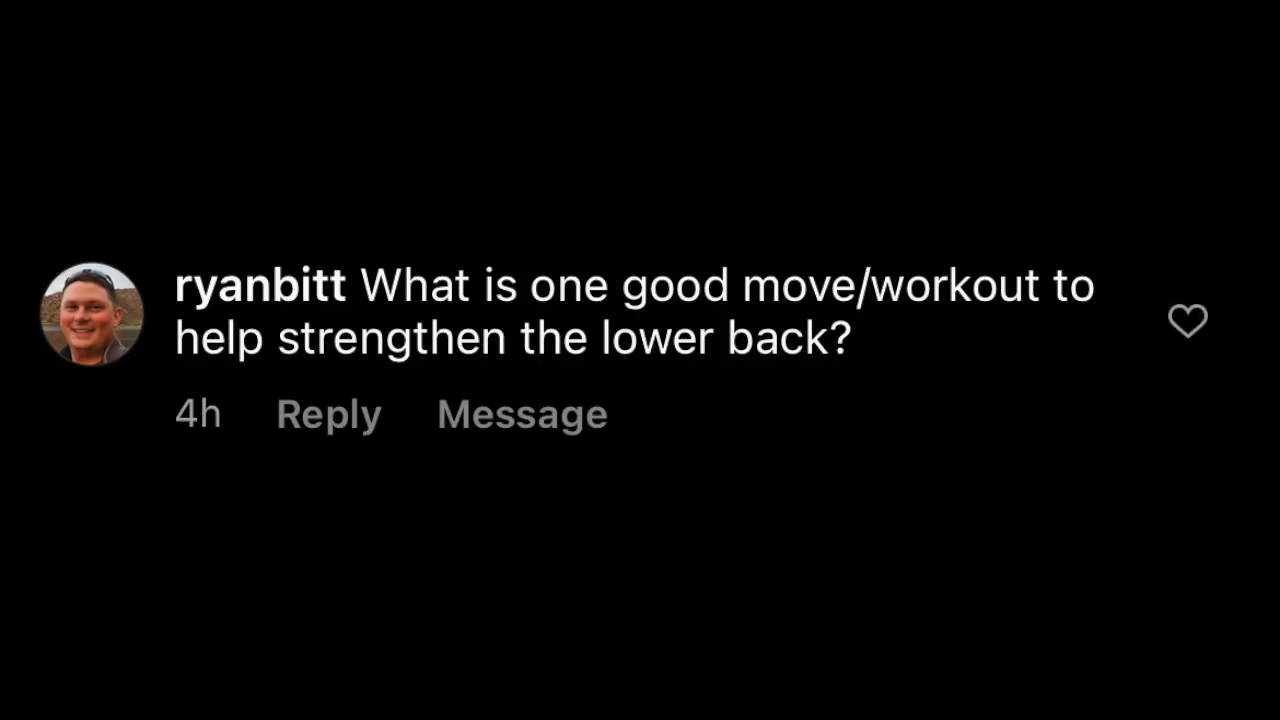 ryanbitt What is one good move/workout to
help strengthen the lower back?
4h Reply Message